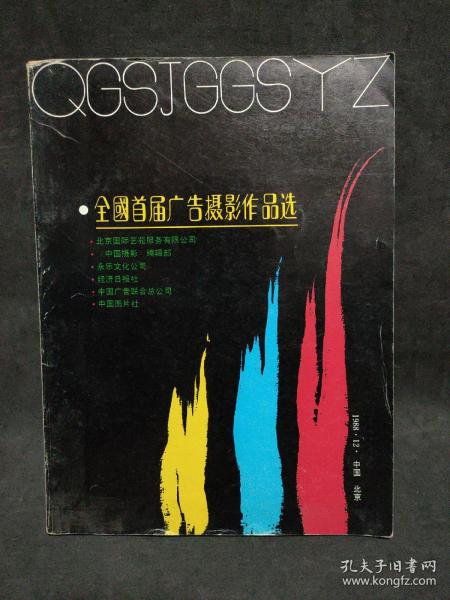 QGSJGGSYZ
•全國首届广告摄影作品选
•北京国际艺苑服务有限公司
•《中国摄影》编辑部
•永乐文化公司
•经济日报社
•中国广告联合总公司
•中国图片社
1988·12·中国 北京
孔夫子旧书网
www.kongfz.com